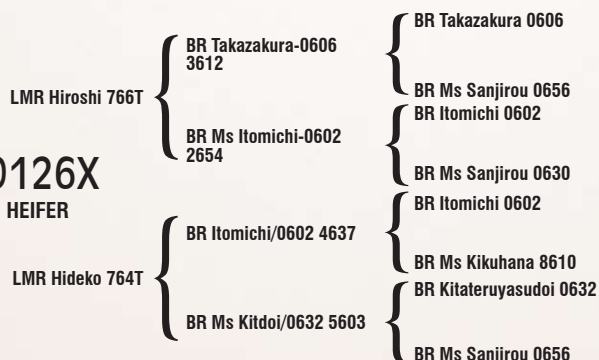 BR Takazakura 0606
BR Takazakura-0606
3612
BR Ms Sanjirou 0656
LMR Hiroshi 766T
BR Itomichi 0602
BR Ms Itomichi-0602
2654
BR Ms Sanjirou 0630
0126X
HEIFER
BR Itomichi 0602
BR Itomichi/0602 4637
BR Ms Kikuhana 8610
LMR Hideko 764T
BR Kitateruyasudoi 0632
BR Ms Kitdoi/0632 5603
BR Ms Sanjirou 0656